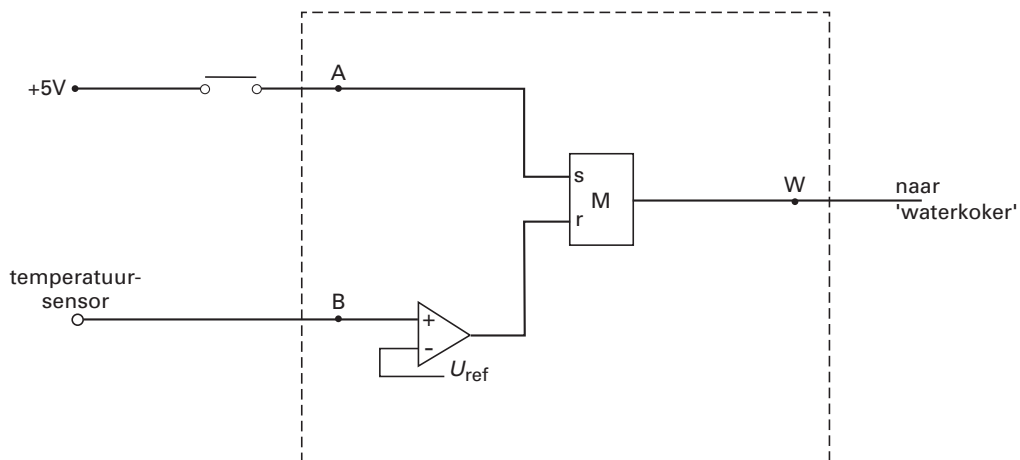 +5V
A
s
M
r
W
naar
'waterkoker'
temperatuur-
sensor
B
+
-
Uref